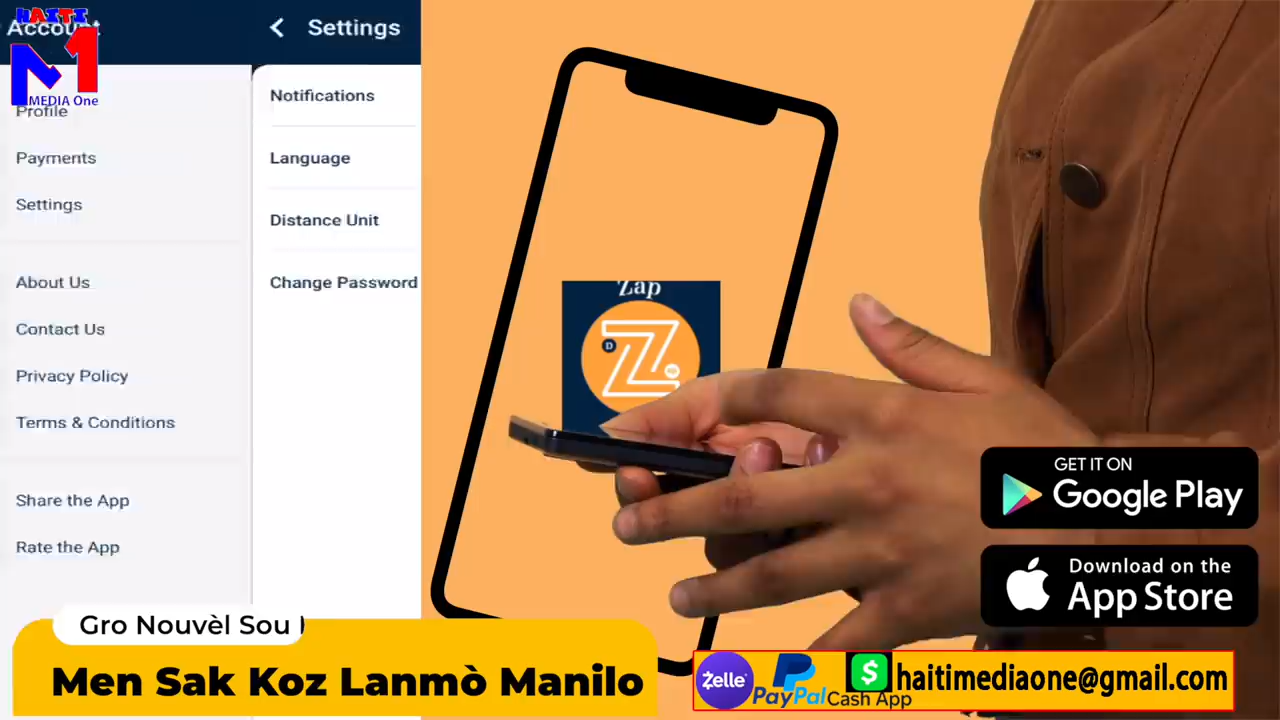 HAITI
MEDIA One
Account
Profile
Payments
Settings
About Us
Contact Us
Privacy Policy
Terms & Conditions
Share the App
Rate the App
Settings
Notifications
Language
Distance Unit
Change Password
Zap
D
Z
GET IT ON
Google Play
Download on the
App Store
Gro Nouvèl Sou
Men Sak Koz Lanmò Manilo
Zelle
PayPal
$
Cash App
haitimediaone@gmail.com